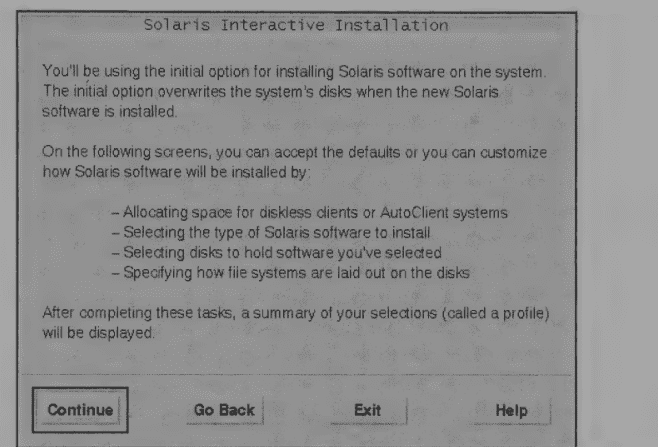 Solaris Interactive Installation
You'll be using the initial option for installing Solaris software on the system.
The initial option overwrites the system's disks when the new Solaris
software is installed.
On the following screens, you can accept the defaults or you can customize
how Solaris software will be installed by:
– Allocating space for diskless clients or AutoClient systems
– Selecting the type of Solaris software to install
– Selecting disks to hold software you've selected
– Specifying how file systems are laid out on the disks
After completing these tasks, a summary of your selections (called a profile)
will be displayed.
Continue Go Back Exit Help